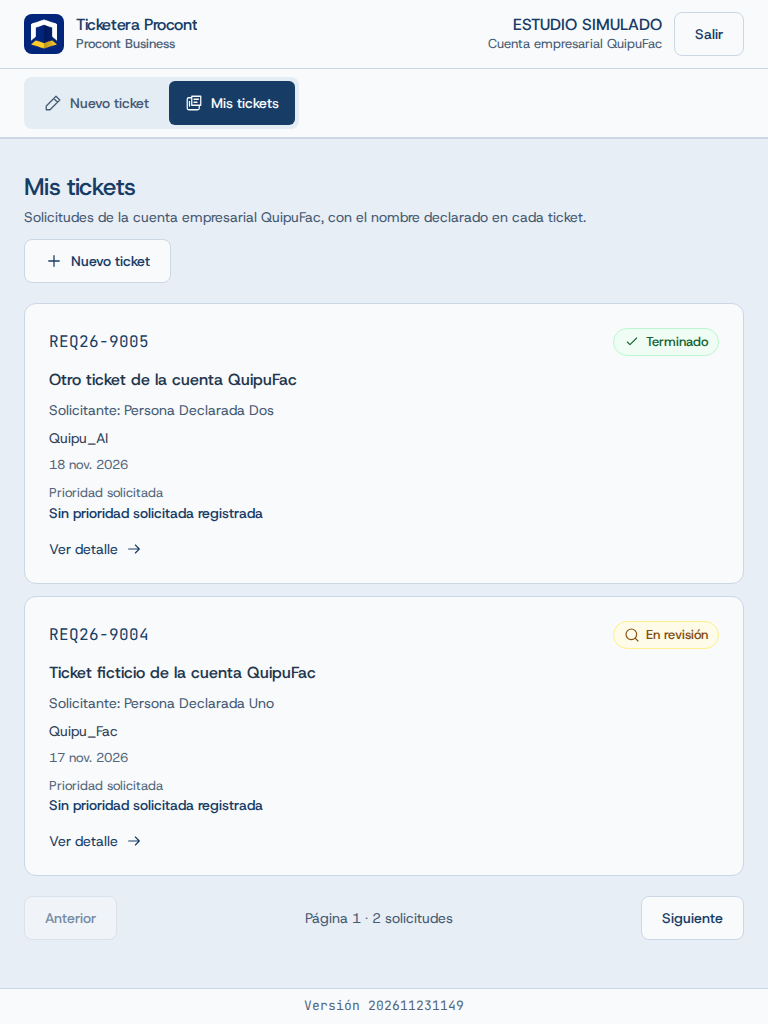 Ticketera Procont
Procont Business
ESTUDIO SIMULADO
Cuenta empresarial QuipuFac
Salir
Nuevo ticket
Mis tickets
Mis tickets
Solicitudes de la cuenta empresarial QuipuFac, con el nombre declarado en cada ticket.
Nuevo ticket
REQ26-9005
Terminado
Otro ticket de la cuenta QuipuFac
Solicitante: Persona Declarada Dos
Quipu_AI
18 nov. 2026
Prioridad solicitada
Sin prioridad solicitada registrada
Ver detalle
REQ26-9004
En revisión
Ticket ficticio de la cuenta QuipuFac
Solicitante: Persona Declarada Uno
Quipu_Fac
17 nov. 2026
Prioridad solicitada
Sin prioridad solicitada registrada
Ver detalle
Anterior
Página 1 · 2 solicitudes
Siguiente
Versión 202611231149